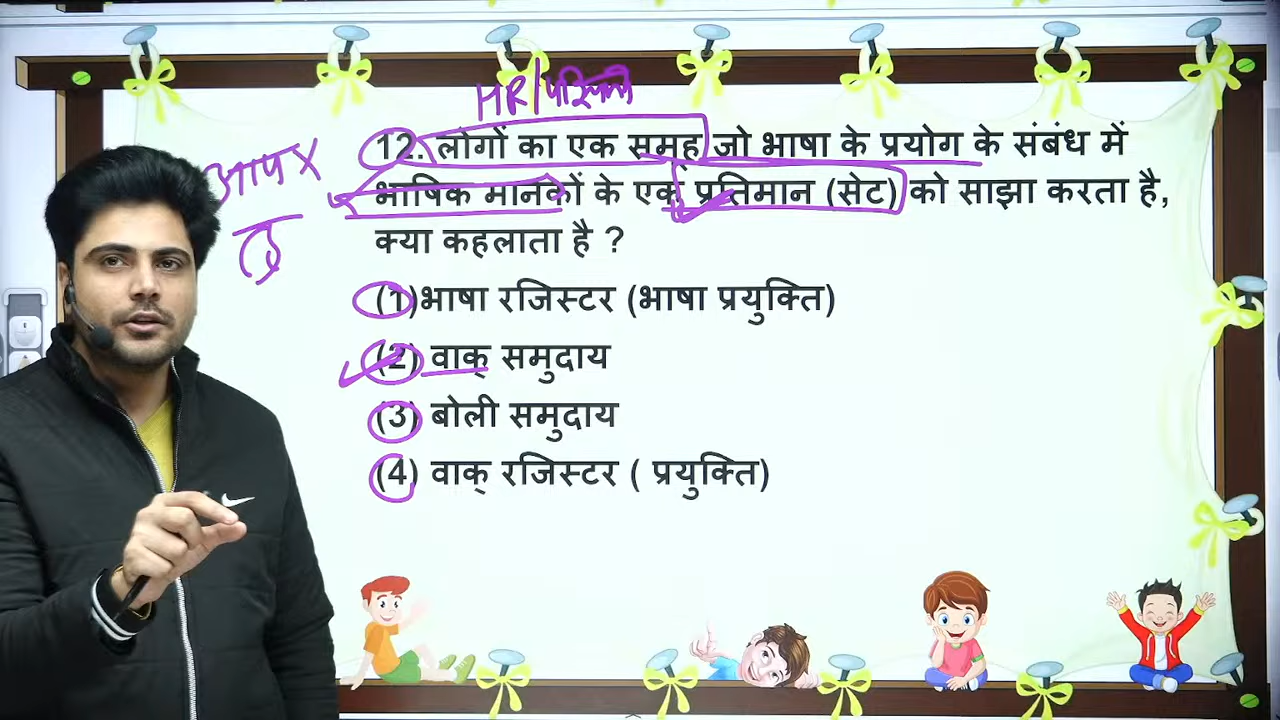 HR/
12. लोगों का एक समूह जो भाषा के प्रयोग के संबंध में
आप X
भाषिक मानकों के एक प्रतिमान (सेट) को साझा करता है,
क्या कहलाता है ?
(1)भाषा रजिस्टर (भाषा प्रयुक्ति)
(2) वाक् समुदाय
(3) बोली समुदाय
(4) वाक् रजिस्टर ( प्रयुक्ति)